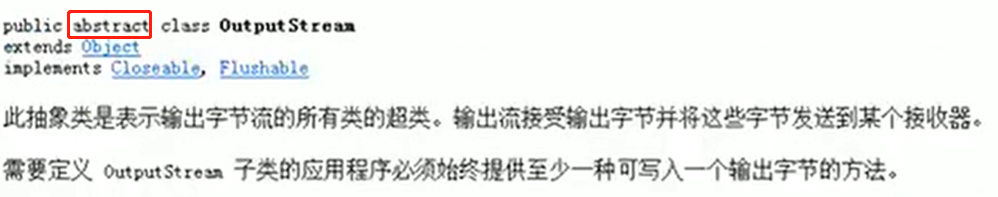 public abstract class OutputStream
extends Object
implements Closeable, Flushable
此抽象类是表示输出字节流的所有类的超类。输出流接受输出字节并将这些字节发送到某个接收器。
需要定义 OutputStream 子类的应用程序必须始终提供至少一种可写入一个输出字节的方法。